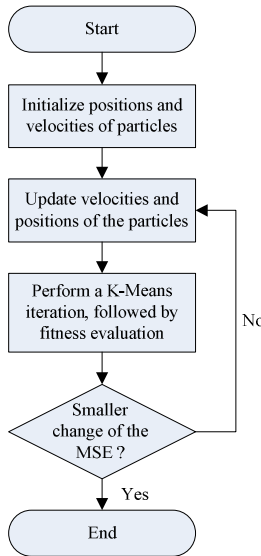 Start
Initialize positions and
velocities of particles
Update velocities and
positions of the particles
Perform a K-Means
iteration, followed by
fitness evaluation
Smaller
change of the
MSE ?
No
Yes
End